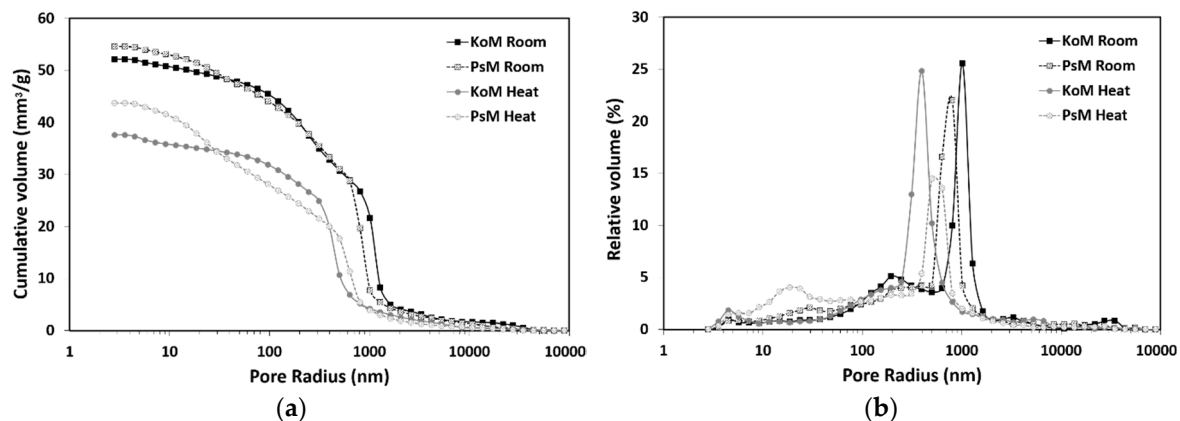 60
50
40
30
20
10
0
Cumulative volume (mm³/g)
KoM Room
PsM Room
KoM Heat
PsM Heat
1 10 100 1000 10000 10000
Pore Radius (nm)
(a)
30
25
20
15
10
5
0
Relative volume (%)
KoM Room
PsM Room
KoM Heat
PsM Heat
1 10 100 1000 10000 10000
Pore Radius (nm)
(b)